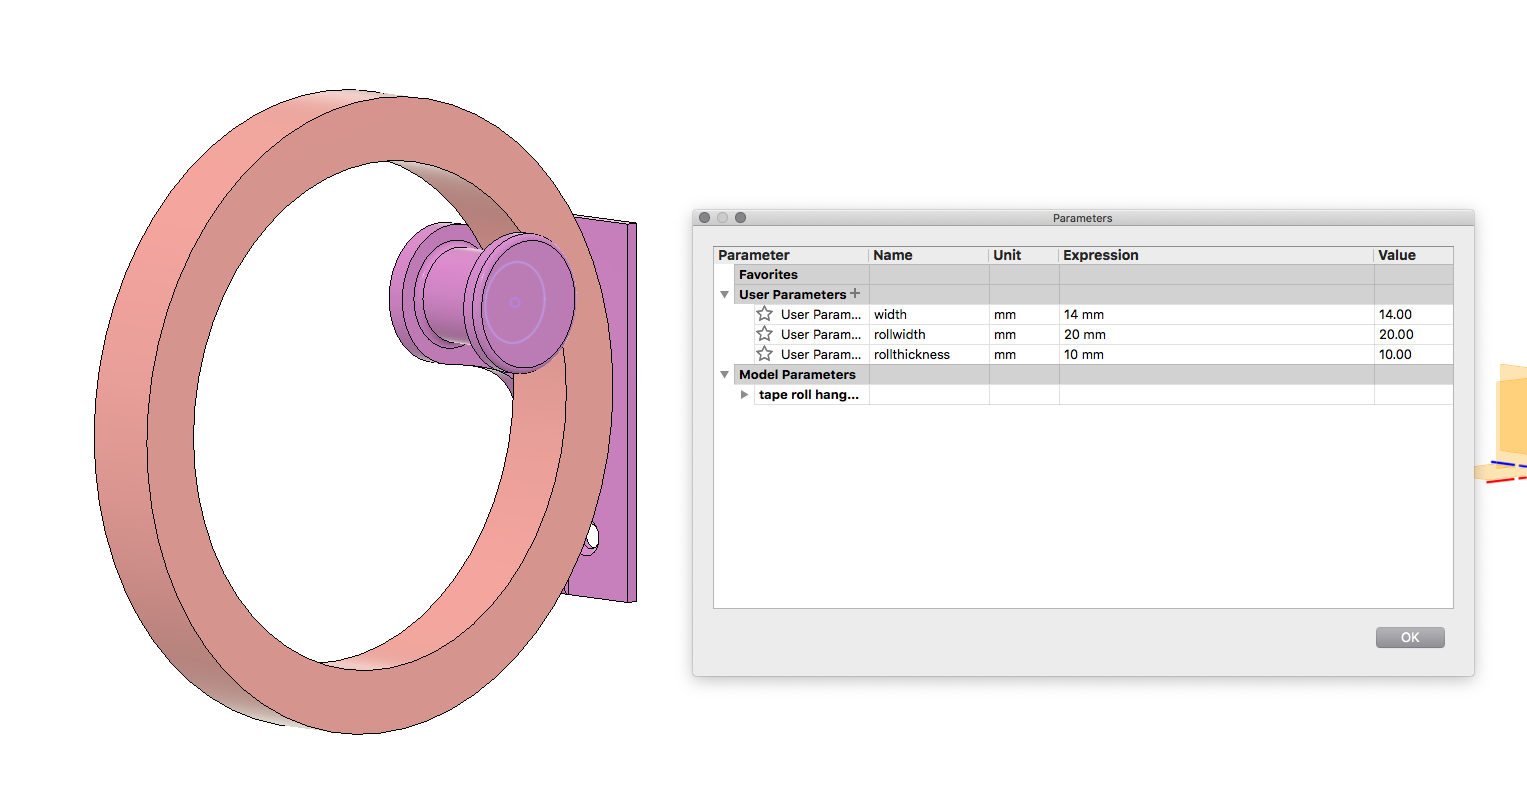 Parameters
Parameter Name Unit Expression Value
Favorites
User Parameters +
User Param... width mm 14 mm 14.00
User Param... rollwidth mm 20 mm 20.00
User Param... rollthickness mm 10 mm 10.00
Model Parameters
tape roll hang...
OK